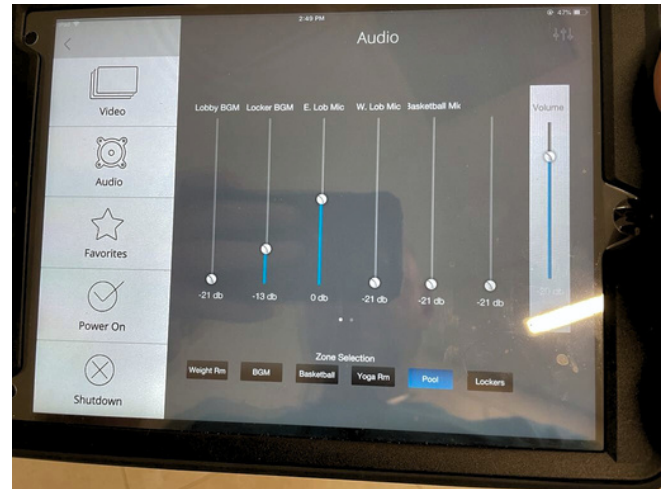 2:49 PM
47%
Audio
Video
Audio
Favorites
Power On
Shutdown
Lobby BGM Locker BGM E. Lob Mic W. Lob Mic Basketball Mic Volume
-21 db -13 db 0 db -21 db -21 db -21 db
Zone Selection
Weight Rm BGM Basketball Yoga Rm Pool Lockers